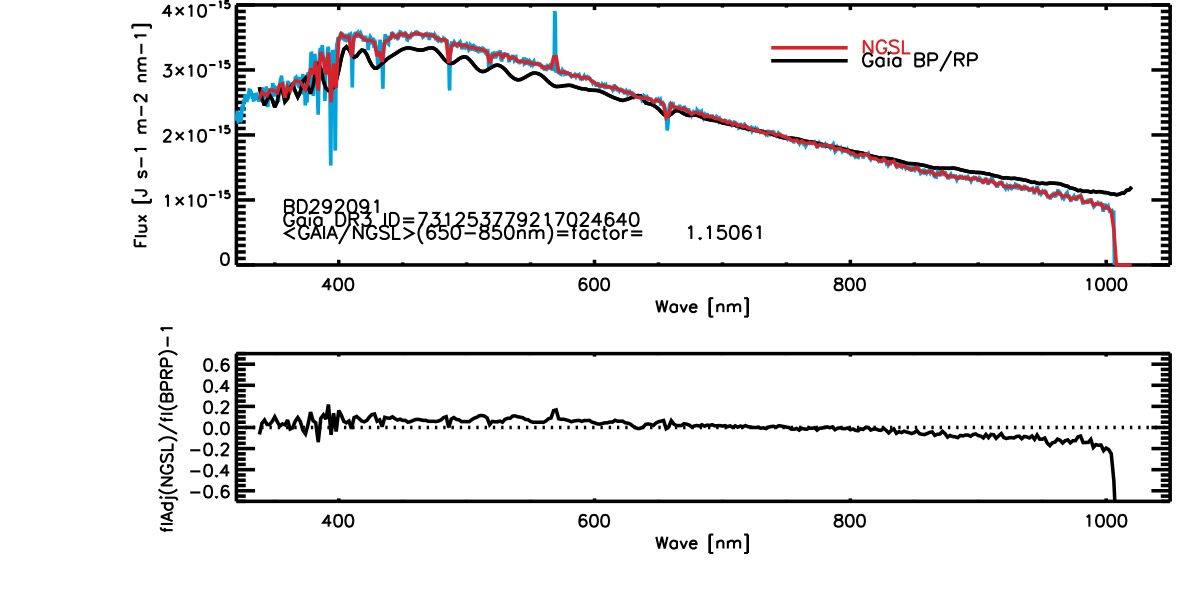 4×10⁻¹⁵
3×10⁻¹⁵
2×10⁻¹⁵
1×10⁻¹⁵
0
Flux [J s−1 m−2 nm−1]
NGSL
Gaia BP/RP
BD292091
Gaia DR3 ID=731253779217024640
<GAIA/NGSL>(650−850nm)=factor= 1.15061
400 600 800 1000
Wave [nm]
0.6
0.4
0.2
0.0
−0.2
−0.4
−0.6
flAdj(NGSL)/fl(BPRP)−1
400 600 800 1000
Wave [nm]